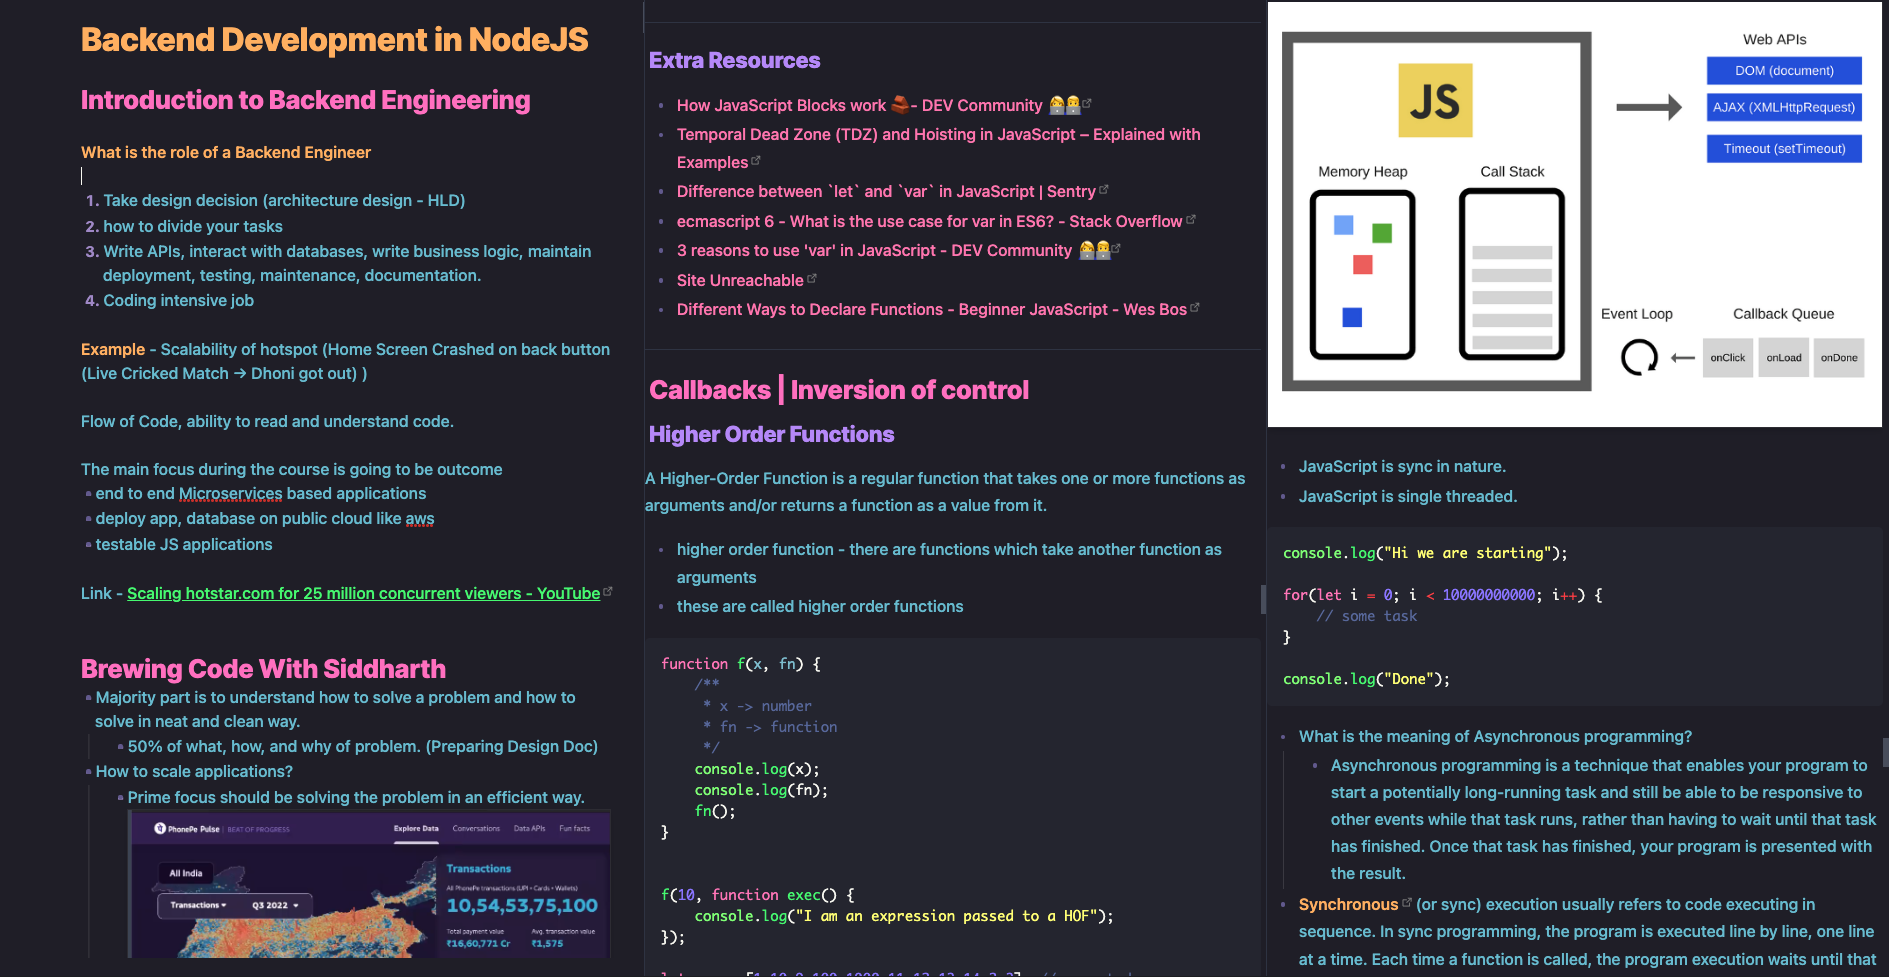 Backend Development in NodeJS
Introduction to Backend Engineering
What is the role of a Backend Engineer
1. Take design decision (architecture design - HLD)
2. how to divide your tasks
3. Write APIs, interact with databases, write business logic, maintain
deployment, testing, maintenance, documentation.
4. Coding intensive job
Example - Scalability of hotspot (Home Screen Crashed on back button
(Live Cricked Match → Dhoni got out) )
Flow of Code, ability to read and understand code.
The main focus during the course is going to be outcome
end to end Microservices based applications
deploy app, database on public cloud like aws
testable JS applications
Link - Scaling hotstar.com for 25 million concurrent viewers - YouTube
Brewing Code With Siddharth
Majority part is to understand how to solve a problem and how to
solve in neat and clean way.
50% of what, how, and why of problem. (Preparing Design Doc)
How to scale applications?
Prime focus should be solving the problem in an efficient way.
PhonePe Pulse | BEAT OF PROGRESS
Explore Data Conversations Data APIs Fun facts
All India
Transactions Q3 2022
Transactions
All PhonePe transactions (UPI + Cards + Wallets)
10,54,53,75,100
Total payment value Avg. transaction value
₹16,60,771 Cr ₹1,575
Extra Resources
How JavaScript Blocks work - DEV Community
Temporal Dead Zone (TDZ) and Hoisting in JavaScript – Explained with
Examples
Difference between `let` and `var` in JavaScript | Sentry
ecmascript 6 - What is the use case for var in ES6? - Stack Overflow
3 reasons to use 'var' in JavaScript - DEV Community
Site Unreachable
Different Ways to Declare Functions - Beginner JavaScript - Wes Bos
Callbacks | Inversion of control
Higher Order Functions
A Higher-Order Function is a regular function that takes one or more functions as
arguments and/or returns a function as a value from it.
higher order function - there are functions which take another function as
arguments
these are called higher order functions
function f(x, fn) {
/**
* x -> number
* fn -> function
*/
console.log(x);
console.log(fn);
fn();
}
f(10, function exec() {
console.log("I am an expression passed to a HOF");
});
JS
Memory Heap
Call Stack
Web APIs
DOM (document)
AJAX (XMLHttpRequest)
Timeout (setTimeout)
Event Loop
Callback Queue
onClick onLoad onDone
JavaScript is sync in nature.
JavaScript is single threaded.
console.log("Hi we are starting");
for(let i = 0; i < 10000000000; i++) {
// some task
}
console.log("Done");
What is the meaning of Asynchronous programming?
Asynchronous programming is a technique that enables your program to
start a potentially long-running task and still be able to be responsive to
other events while that task runs, rather than having to wait until that task
has finished. Once that task has finished, your program is presented with
the result.
Synchronous (or sync) execution usually refers to code executing in
sequence. In sync programming, the program is executed line by line, one line
at a time. Each time a function is called, the program execution waits until that